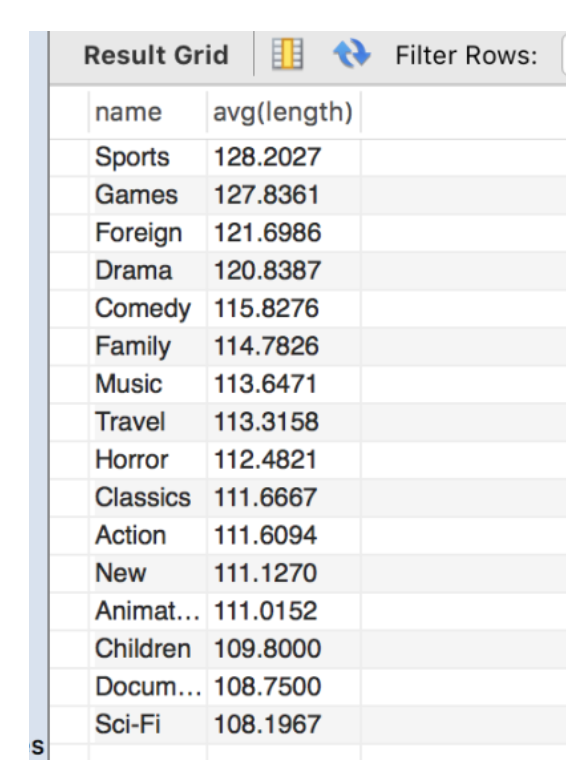 Result Grid Filter Rows:
name avg(length)
Sports 128.2027
Games 127.8361
Foreign 121.6986
Drama 120.8387
Comedy 115.8276
Family 114.7826
Music 113.6471
Travel 113.3158
Horror 112.4821
Classics 111.6667
Action 111.6094
New 111.1270
Animat... 111.0152
Children 109.8000
Docum... 108.7500
Sci-Fi 108.1967